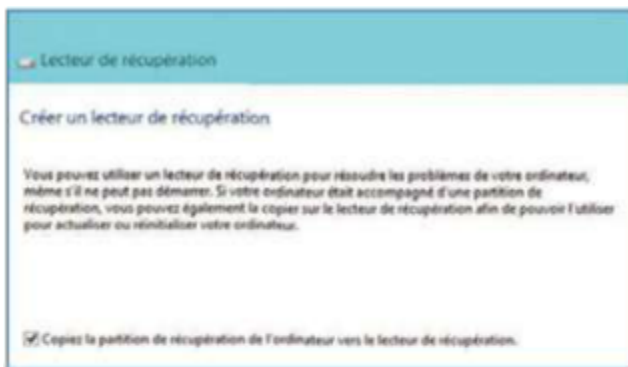 Lecteur de récupération
Créer un lecteur de récupération
Vous pouvez utiliser un lecteur de récupération pour résoudre les problèmes de votre ordinateur,
même s'il ne peut pas démarrer. Si votre ordinateur était accompagné d'une partition de
récupération, vous pouvez également la copier sur le lecteur de récupération afin de pouvoir l'utiliser
pour actualiser ou réinitialiser votre ordinateur.
Copiez la partition de récupération de l'ordinateur vers le lecteur de récupération.